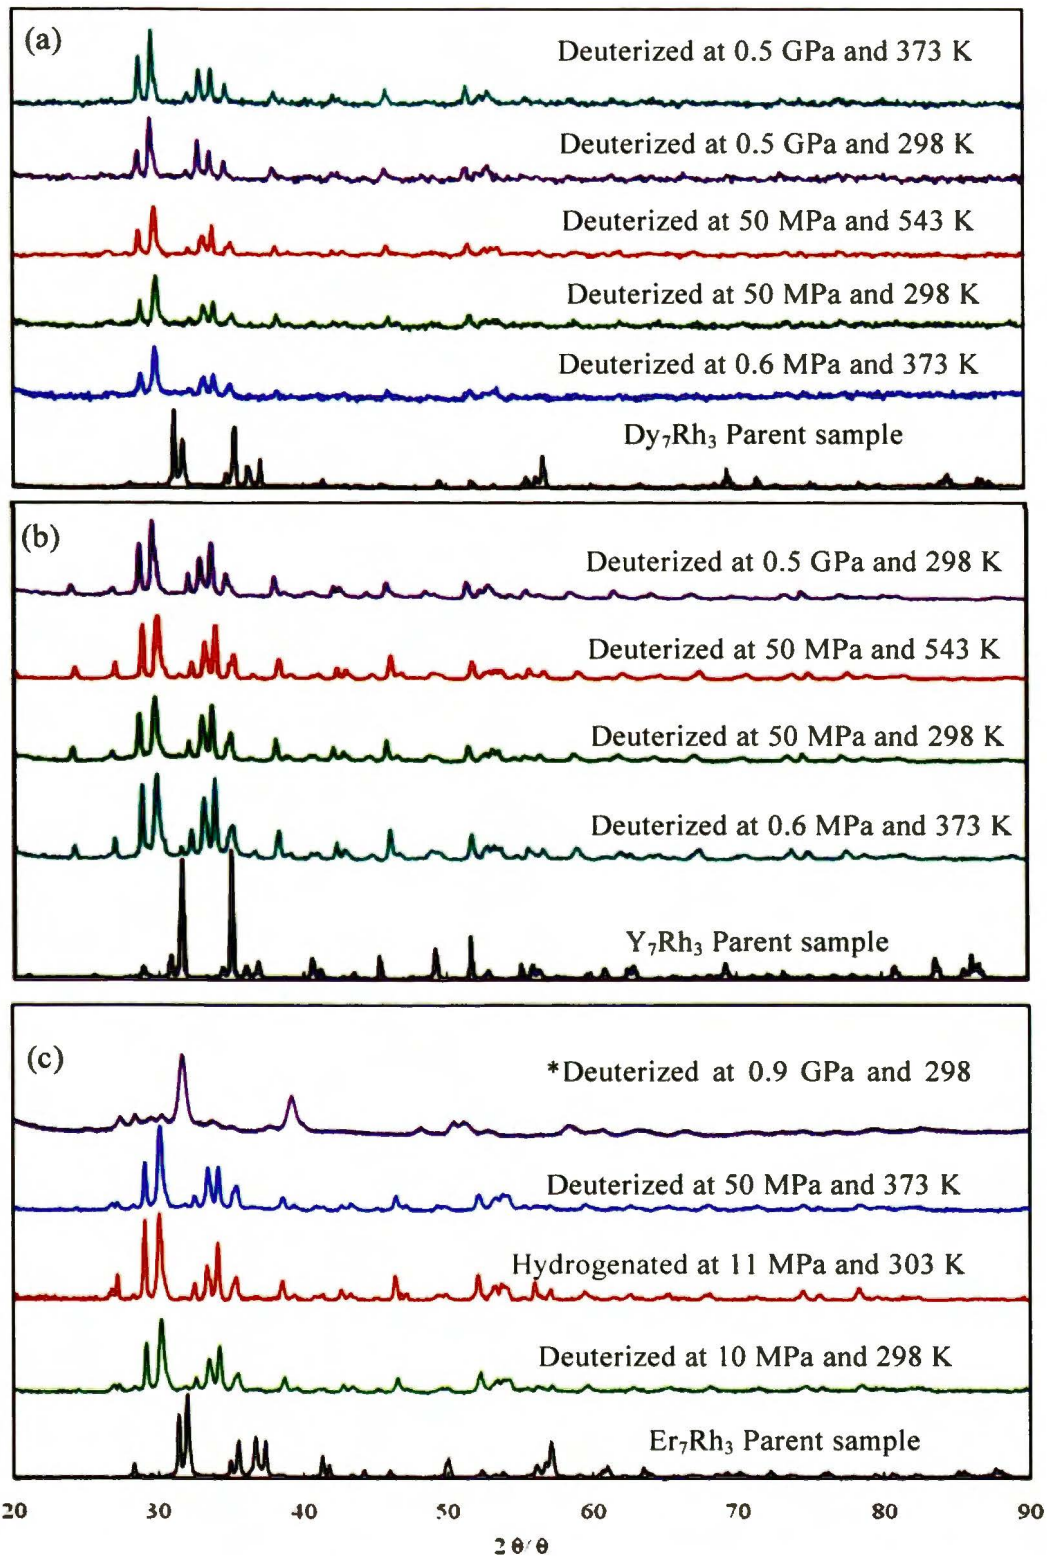 (a)
Deuterized at 0.5 GPa and 373 K
Deuterized at 0.5 GPa and 298 K
Deuterized at 50 MPa and 543 K
Deuterized at 50 MPa and 298 K
Deuterized at 0.6 MPa and 373 K
Dy₇Rh₃ Parent sample
(b)
Deuterized at 0.5 GPa and 298 K
Deuterized at 50 MPa and 543 K
Deuterized at 50 MPa and 298 K
Deuterized at 0.6 MPa and 373 K
Y₇Rh₃ Parent sample
(c)
*Deuterized at 0.9 GPa and 298
Deuterized at 50 MPa and 373 K
Hydrogenated at 11 MPa and 303 K
Deuterized at 10 MPa and 298 K
Er₇Rh₃ Parent sample
20 30 40 50 60 70 80 90
2 θ/θ